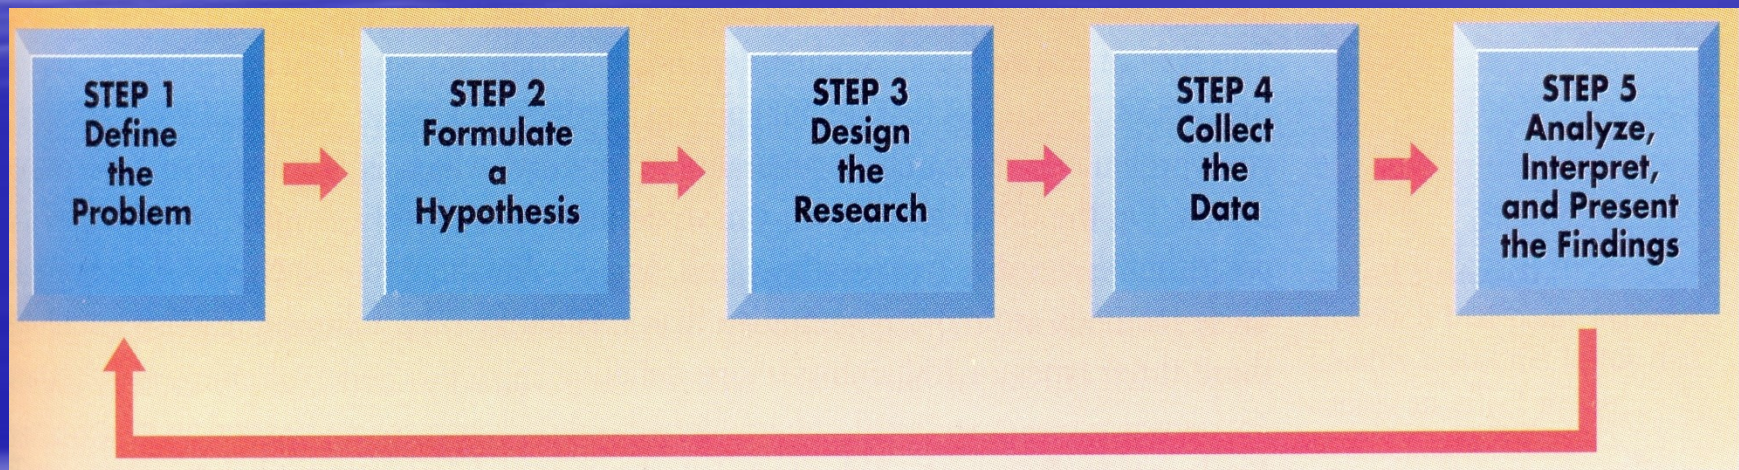 STEP 1
Define
the
Problem
STEP 2
Formulate
a
Hypothesis
STEP 3
Design
the
Research
STEP 4
Collect
the
Data
STEP 5
Analyze,
Interpret,
and Present
the Findings